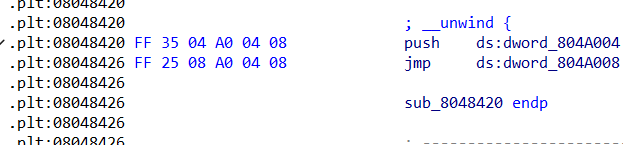 .plt:08048420
.plt:08048420 ; __unwind {
.plt:08048420 FF 35 04 A0 04 08 push ds:dword_804A004
.plt:08048426 FF 25 08 A0 04 08 jmp ds:dword_804A008
.plt:08048426
.plt:08048426 sub_8048420 endp
.plt:08048426
.plt:08048426 ; -----------------------